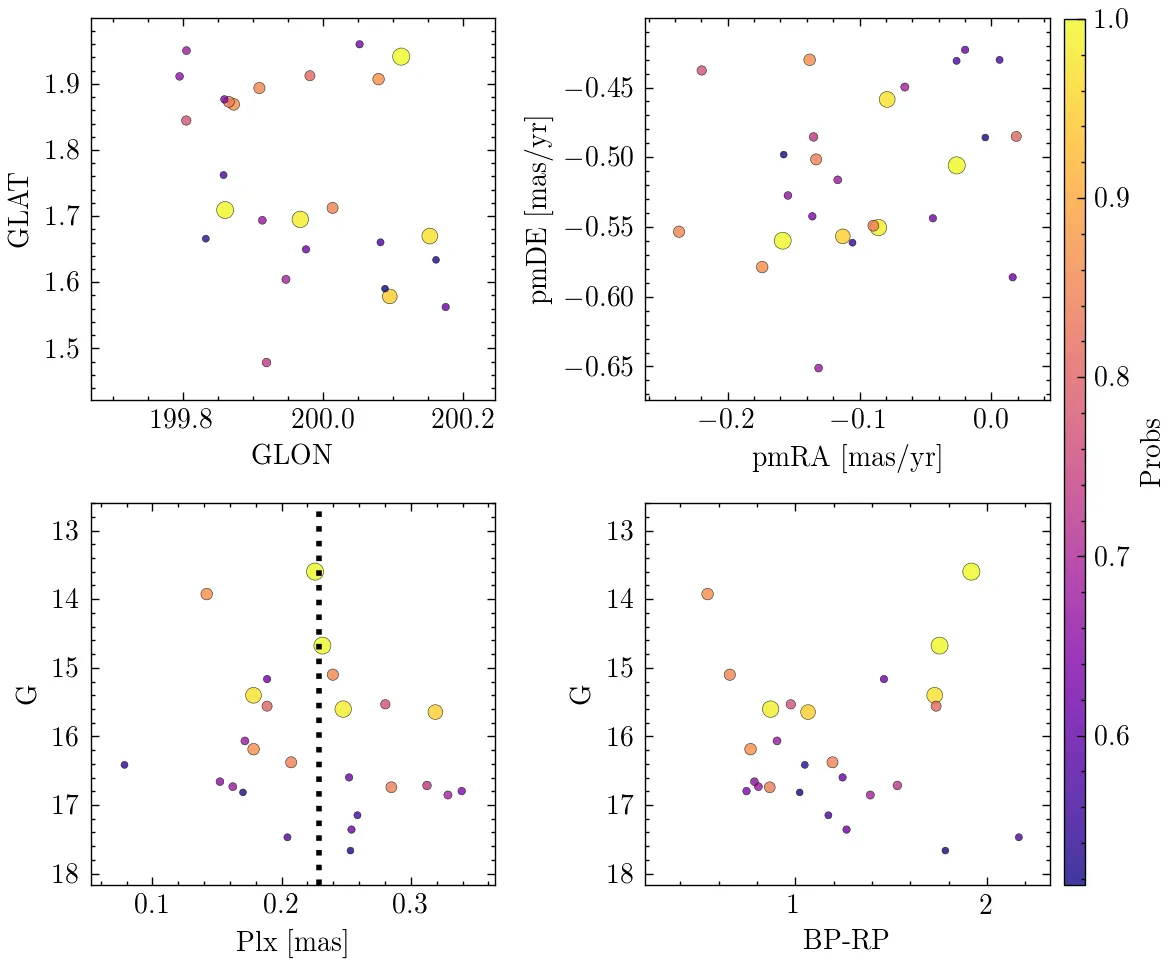 1.9
1.8
1.7
1.6
1.5
GLAT
199.8 200.0 200.2
GLON
−0.45
−0.50
−0.55
−0.60
−0.65
pmDE [mas/yr]
−0.2 −0.1 0.0
pmRA [mas/yr]
13
14
15
16
17
18
G
0.1 0.2 0.3
Plx [mas]
13
14
15
16
17
18
G
1 2
BP-RP
1.0
0.9
0.8
0.7
0.6
Probs